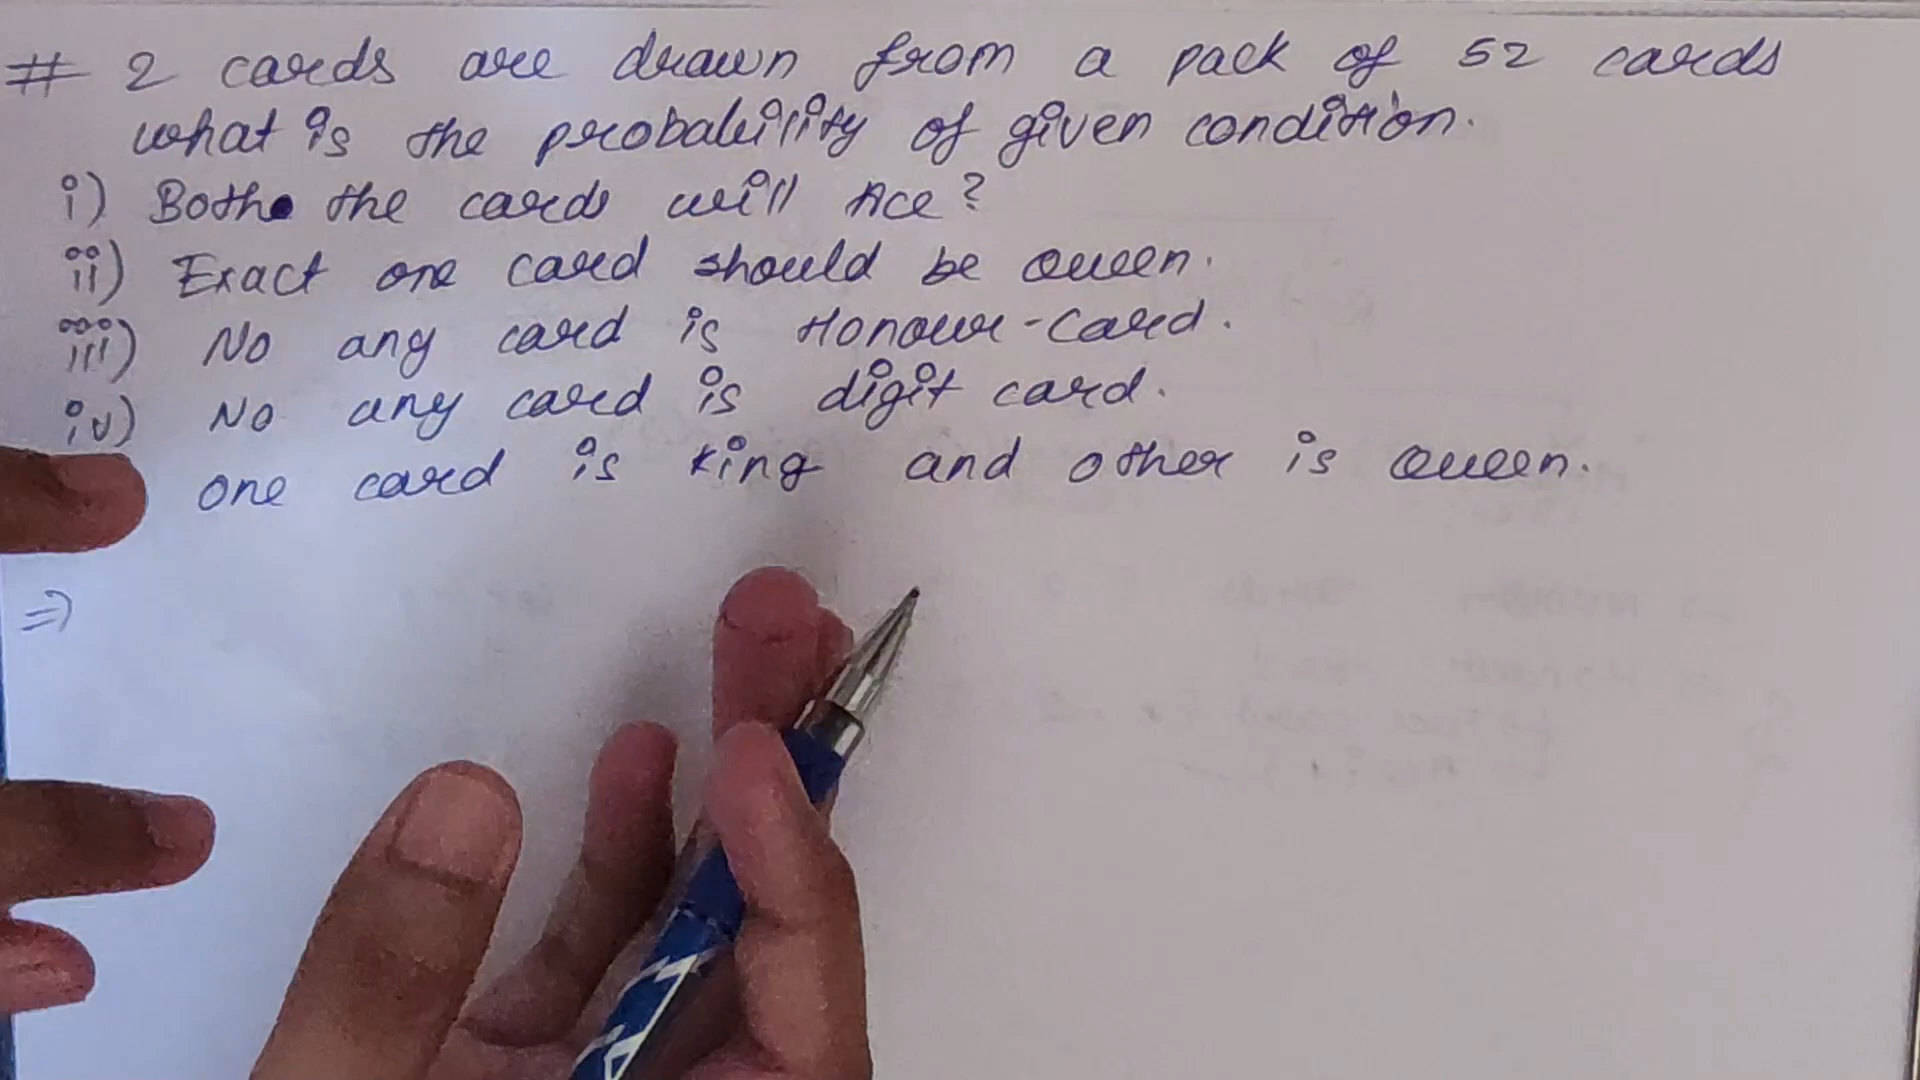 # 2 cards are drawn from a pack of 52 cards
what is the probability of given condition.
i) Bothe the cards will Ace?
ii) Exact one card should be Queen.
iii) No any card is Honour-Card.
iv) No any card is digit card.
one card is king and other is Queen.
⇒